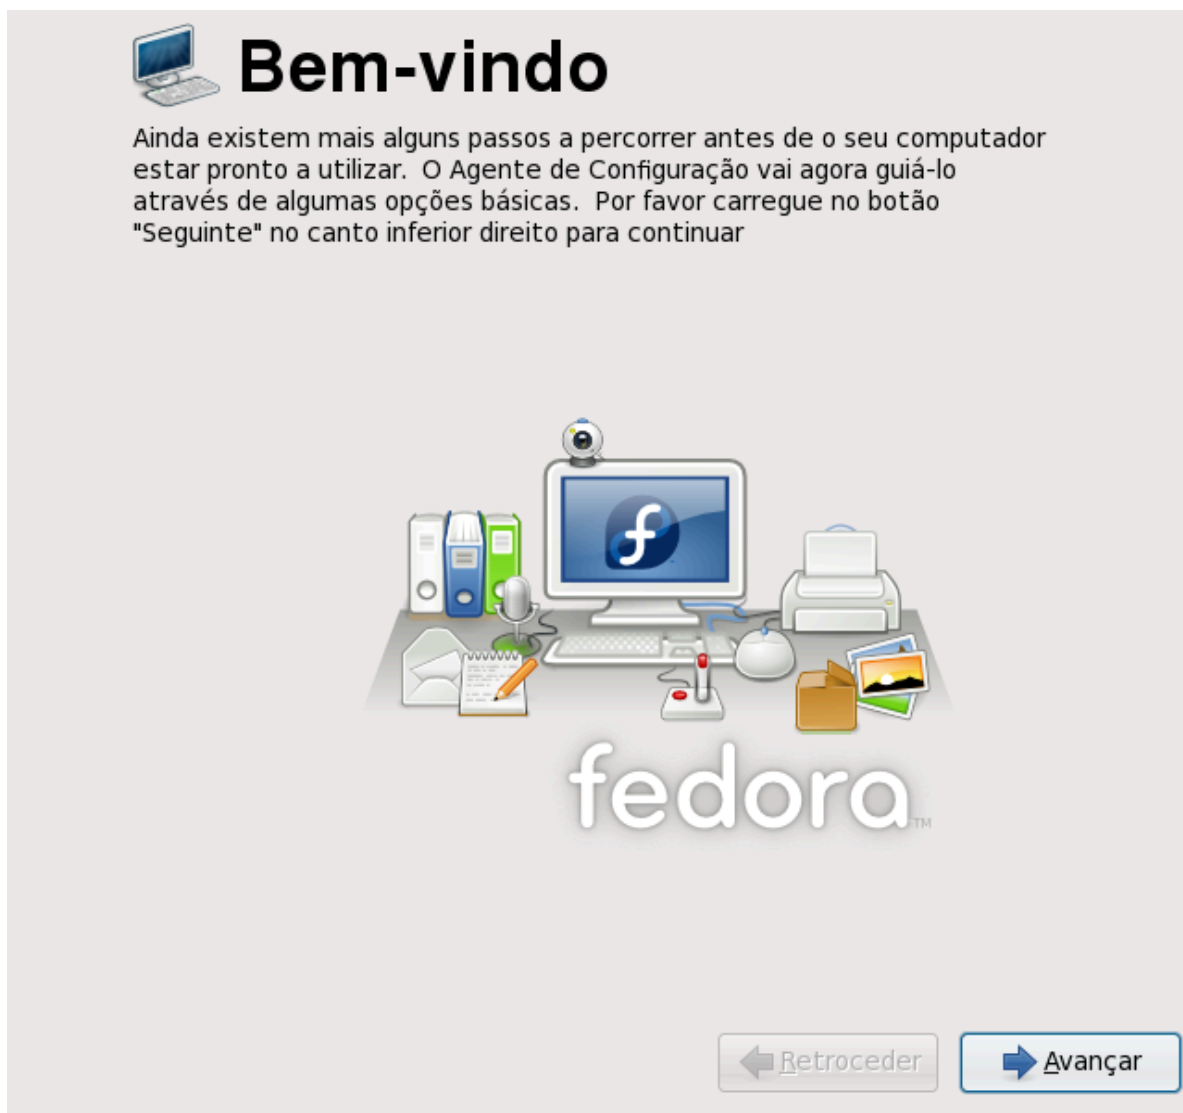 Bem-vindo
Ainda existem mais alguns passos a percorrer antes de o seu computador
estar pronto a utilizar.  O Agente de Configuração vai agora guiá-lo
através de algumas opções básicas.  Por favor carregue no botão
"Seguinte" no canto inferior direito para continuar
fedora™
Retroceder
Avançar